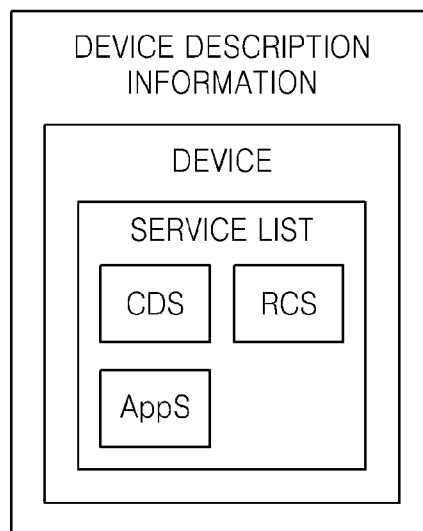 DEVICE DESCRIPTION
INFORMATION
DEVICE
SERVICE LIST
CDS
RCS
AppS